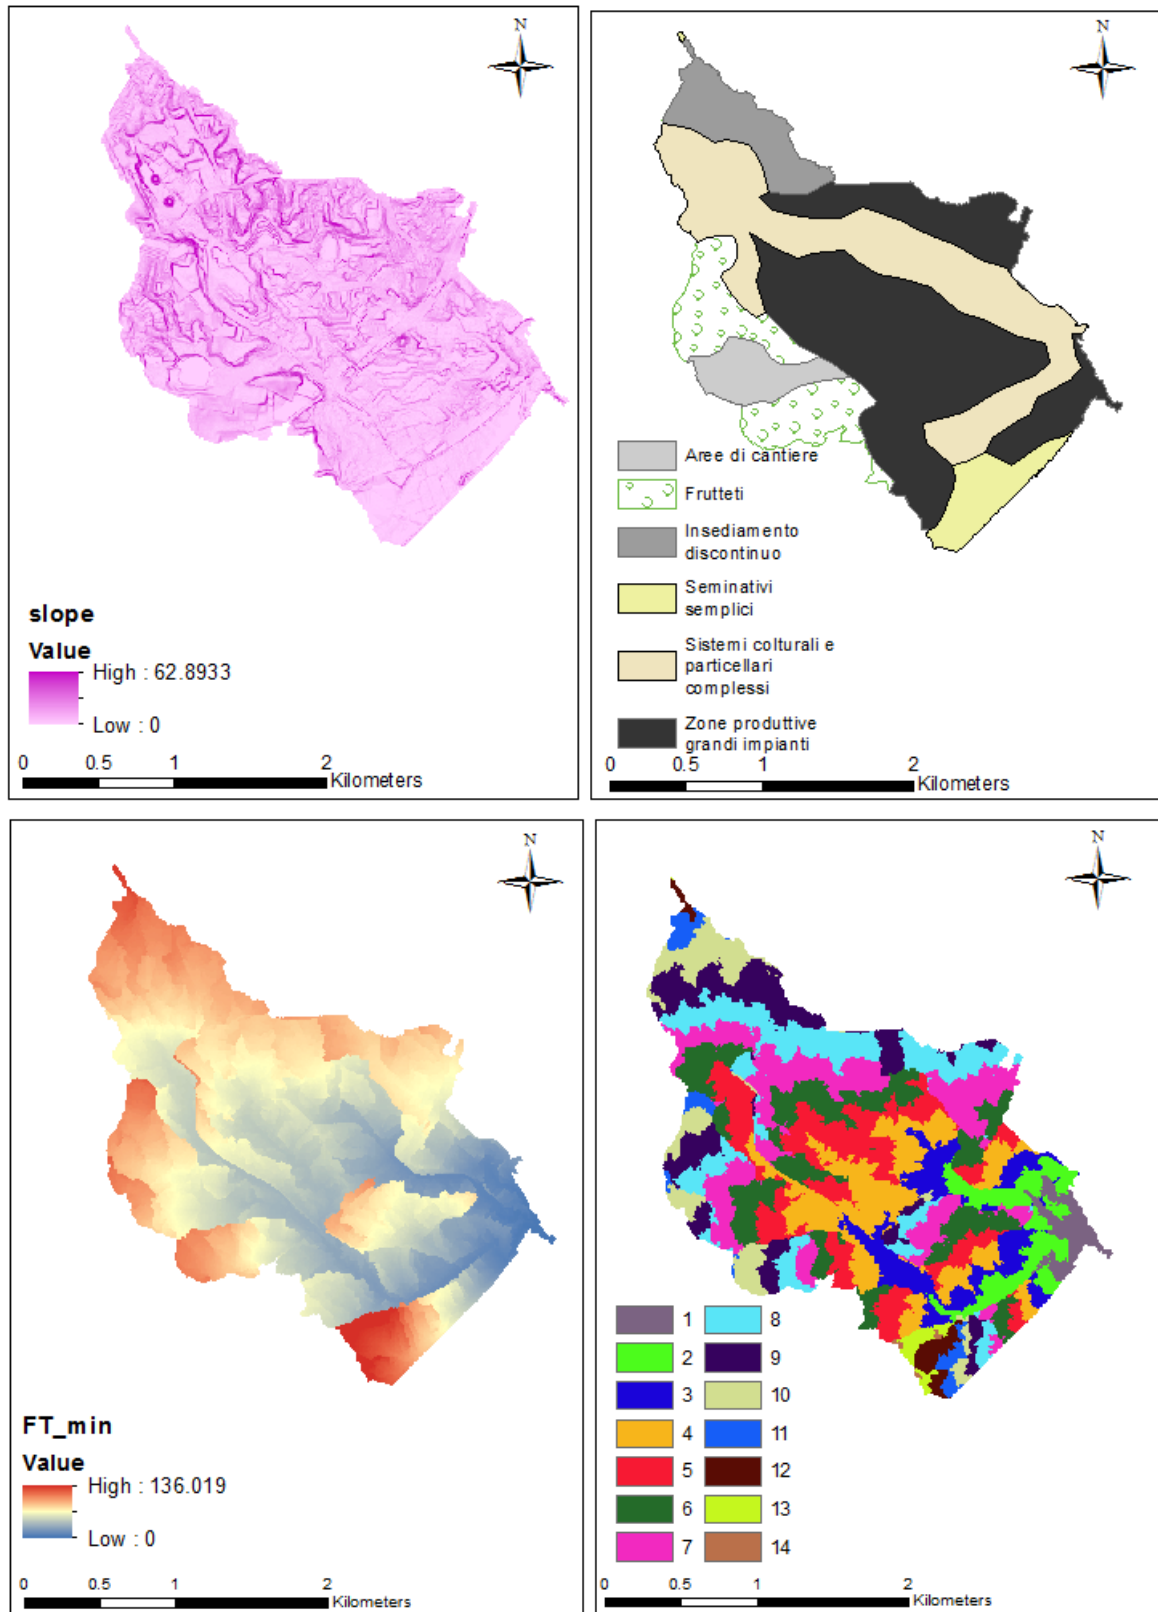 N
slope
Value
High : 62.8933
Low : 0
0 0.5 1 2
Kilometers
N
Aree di cantiere
Frutteti
Insediamento
discontinuo
Seminativi
semplici
Sistemi colturali e
particellari
complessi
Zone produttive
grandi impianti
0 0.5 1 2
Kilometers
N
FT_min
Value
High : 136.019
Low : 0
0 0.5 1 2
Kilometers
N
1 8
2 9
3 10
4 11
5 12
6 13
7 14
0 0.5 1 2
Kilometers